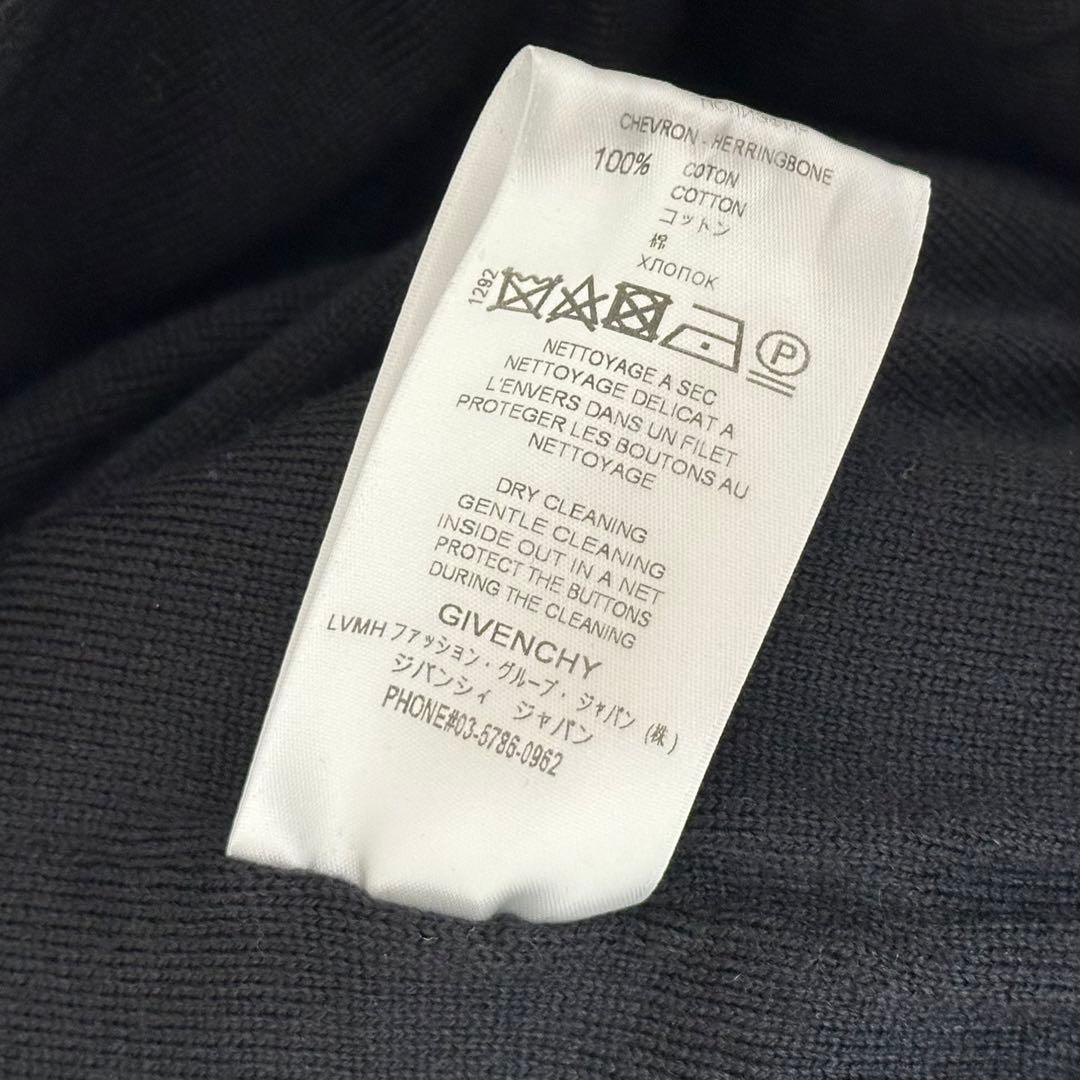 CHEVRON - HERRINGBONE
100% COTON
COTTON
コットン
棉
ХЛОПОК
1292
P
NETTOYAGE A SEC
NETTOYAGE DELICAT A
L'ENVERS DANS UN FILET
PROTEGER LES BOUTONS AU
NETTOYAGE
DRY CLEANING
GENTLE CLEANING
INSIDE OUT IN A NET
PROTECT THE BUTTONS
DURING THE CLEANING
GIVENCHY
LVMH ファッション・グループ・ジャパン (株)
ジバンシィ ジャパン
PHONE#03-5786-0962